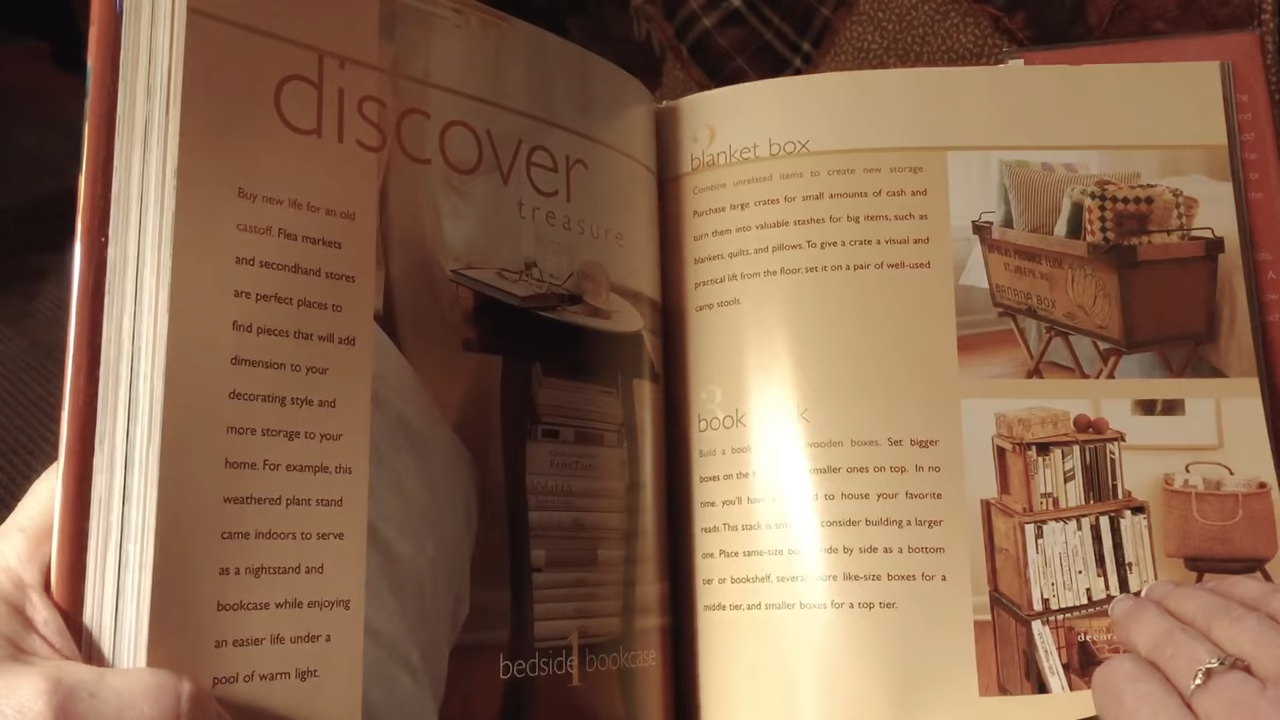 discover
treasure
Buy new life for an old
castoff. Flea markets
and secondhand stores
are perfect places to
find pieces that will add
dimension to your
decorating style and
more storage to your
home. For example, this
weathered plant stand
came indoors to serve
as a nightstand and
bookcase while enjoying
an easier life under a
pool of warm light.
FAIRY TALES
ANGELS
1
bedside bookcase
2
blanket box
Combine unrelated items to create new storage.
Purchase large crates for small amounts of cash and
turn them into valuable stashes for big items, such as
blankets, quilts, and pillows. To give a crate a visual and
practical lift from the floor, set it on a pair of well-used
camp stools.
PRODUCE
BANANA BOX
3
book
Build a wooden boxes. Set bigger
boxes on the smaller ones on top. In no
time, you'll to house your favorite
reads. This stack is consider building a larger
one. Place same-size side by side as a bottom
tier or bookshelf, several more like-size boxes for a
middle tier, and smaller boxes for a top tier.